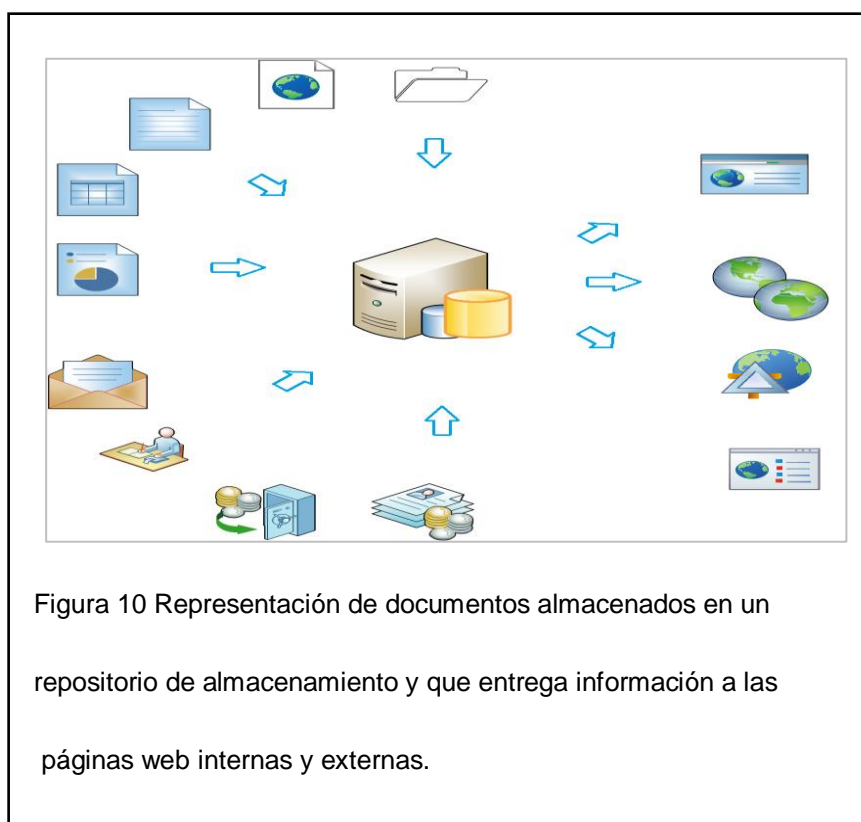 Figura 10 Representación de documentos almacenados en un
repositorio de almacenamiento y que entrega información a las
páginas web internas y externas.